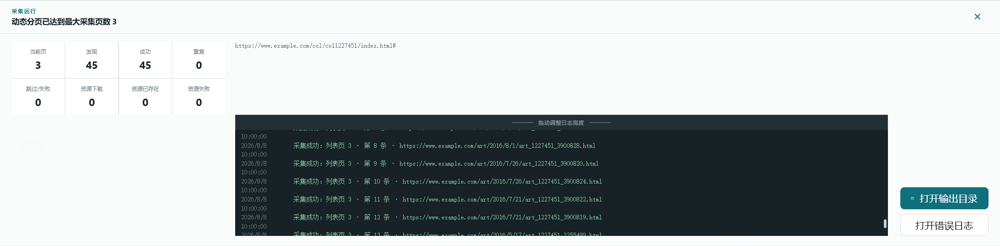 采集运行
动态分页已达到最大采集页数 3
当前页
3
发现
45
成功
45
重复
0
跳过/失败
0
资源下载
0
资源已存在
0
资源失败
0
https://www.example.com/col/col1227451/index.html#
拖动调整日志高度
10:00:00
2026/8/8 采集成功: 列表页 3 · 第 8 条 · https://www.example.com/art/2016/8/1/art_1227451_3900828.html
10:00:00
2026/8/8 采集成功: 列表页 3 · 第 9 条 · https://www.example.com/art/2016/7/26/art_1227451_3900820.html
10:00:00
2026/8/8 采集成功: 列表页 3 · 第 10 条 · https://www.example.com/art/2016/7/26/art_1227451_3900824.html
10:00:00
2026/8/8 采集成功: 列表页 3 · 第 11 条 · https://www.example.com/art/2016/7/21/art_1227451_3900822.html
10:00:00
2026/8/8 采集成功: 列表页 3 · 第 12 条 · https://www.example.com/art/2016/7/21/art_1227451_3900819.html
10:00:00
2026/8/8 采集成功: 列表页 3 · 第 13 条 · https://www.example.com/art/2016/5/17/art_1227451_2255499.html
打开输出目录
打开错误日志